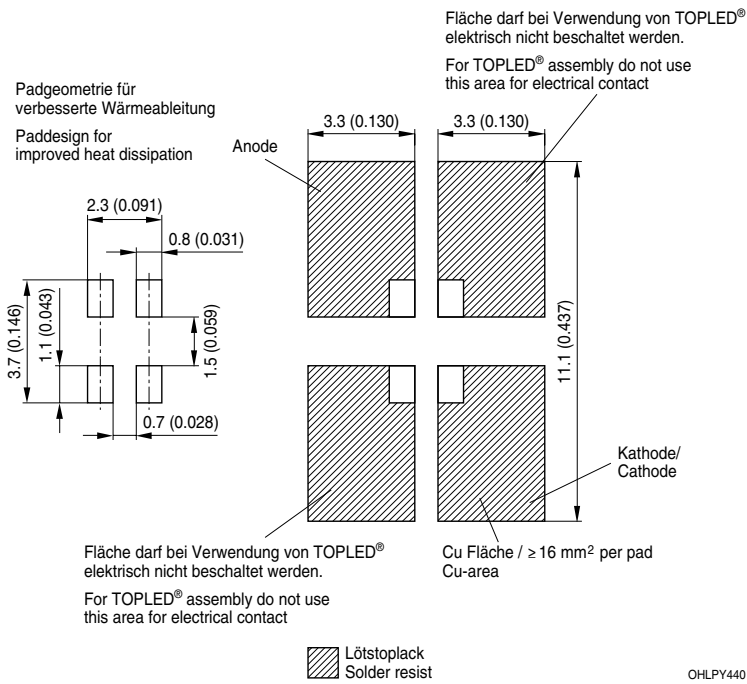 Fläche darf bei Verwendung von TOPLED®
elektrisch nicht beschaltet werden.
For TOPLED® assembly do not use
this area for electrical contact
Padgeometrie für
verbesserte Wärmeableitung
Paddesign for
improved heat dissipation
Anode
3.3 (0.130)
3.3 (0.130)
2.3 (0.091)
0.8 (0.031)
3.7 (0.146)
1.1 (0.043)
1.5 (0.059)
11.1 (0.437)
0.7 (0.028)
Kathode/
Cathode
Fläche darf bei Verwendung von TOPLED®
elektrisch nicht beschaltet werden.
For TOPLED® assembly do not use
this area for electrical contact
Cu Fläche / ≥ 16 mm² per pad
Cu-area
Lötstoplack
Solder resist
OHLPY440